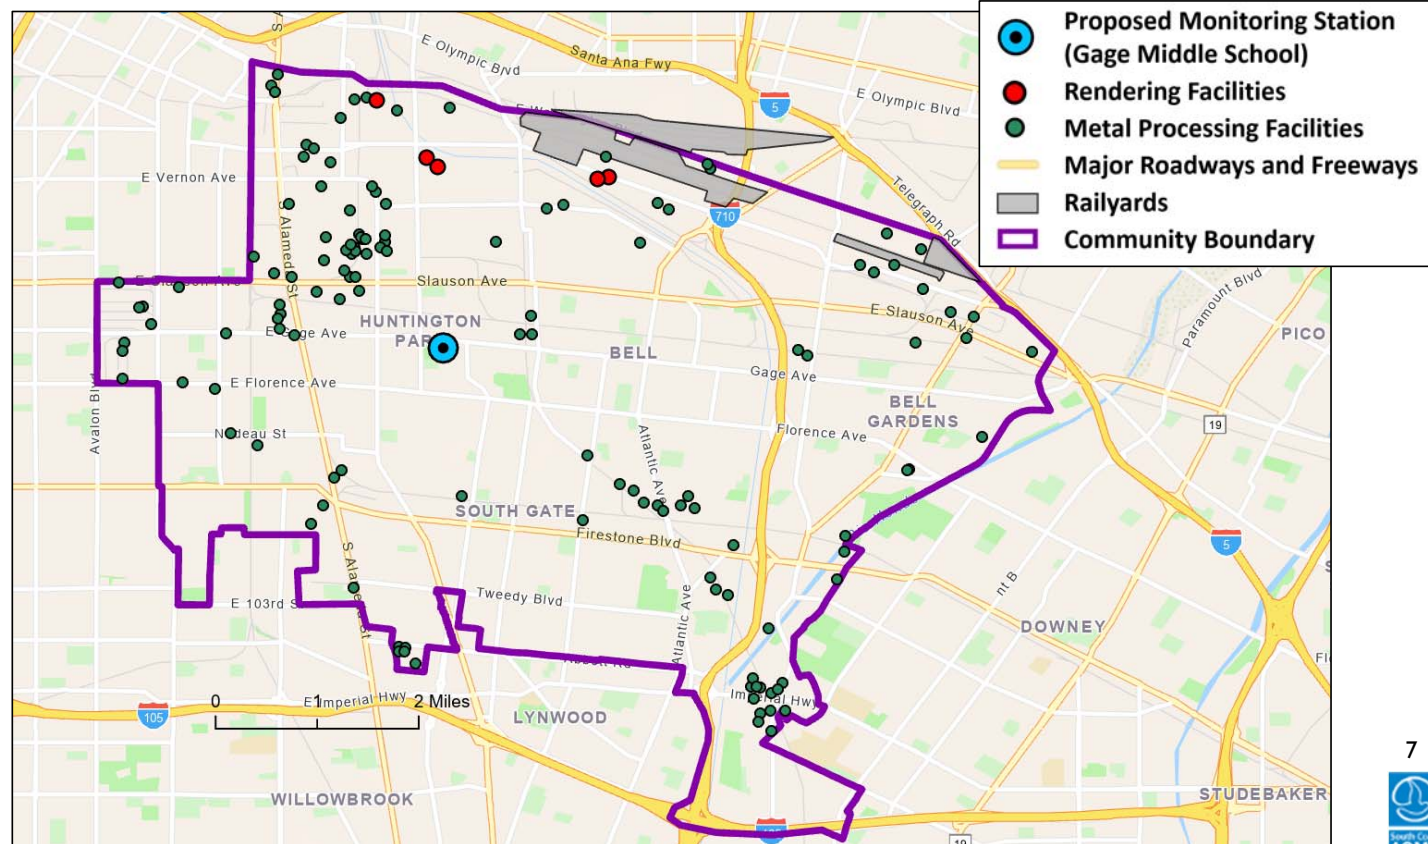 Proposed Monitoring Station
(Gage Middle School)
Rendering Facilities
Metal Processing Facilities
Major Roadways and Freeways
Railyards
Community Boundary
E Olympic Blvd
Santa Ana Fwy
5
E Olympic Blvd
E Vernon Ave
S Alameda St
710
Telegraph Rd
Paramount Blvd
Slauson Ave
E Slauson Ave
HUNTINGTON
PARK
E Gage Ave
BELL
PICO
Gage Ave
E Florence Ave
BELL
GARDENS
Avalon Blvd
Nadeau St
Atlantic Ave
Florence Ave
19
SOUTH GATE
Firestone Blvd
5
S Alameda St
E 103rd St
Tweedy Blvd
Atlantic Ave
nt B
DOWNEY
0 1 2 Miles
E Imperial Hwy
Imperial Hwy
105
LYNWOOD
WILLOWBROOK
STUDEBAKER
7
19
South Co